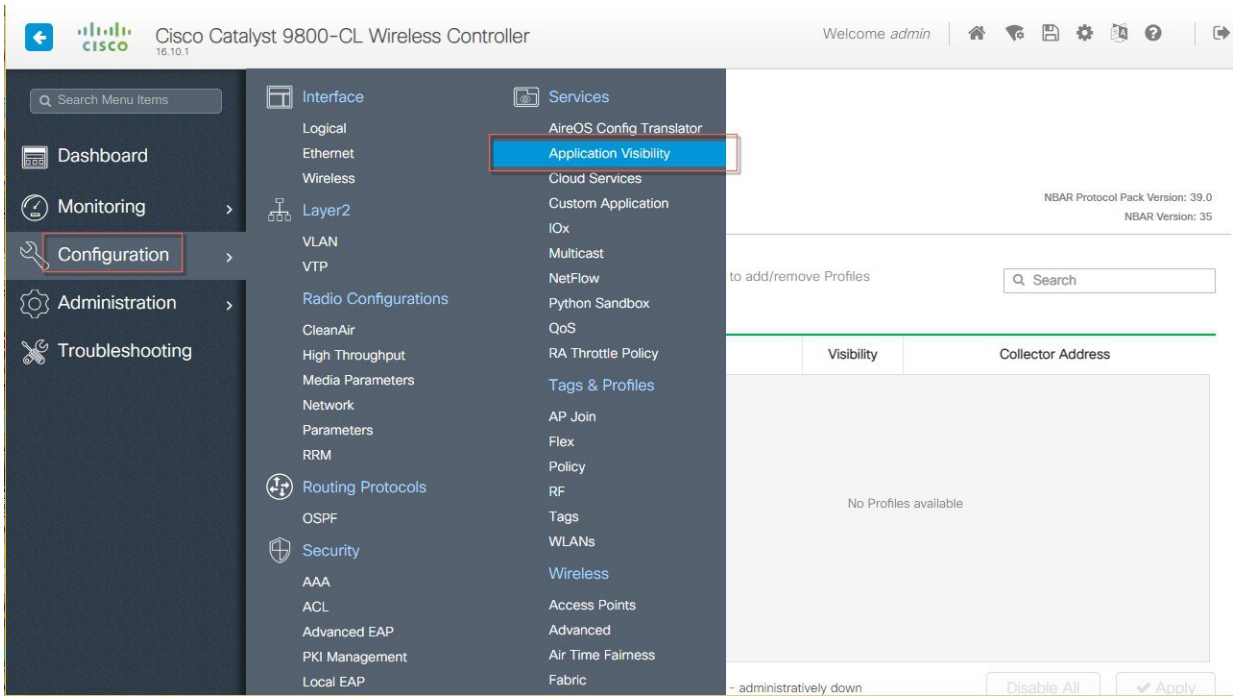 CISCO
Cisco Catalyst 9800-CL Wireless Controller
16.10.1
Welcome admin
Search Menu Items
Dashboard
Monitoring
Configuration
Administration
Troubleshooting
Interface
Logical
Ethernet
Wireless
Layer2
VLAN
VTP
Radio Configurations
CleanAir
High Throughput
Media Parameters
Network
Parameters
RRM
Routing Protocols
OSPF
Security
AAA
ACL
Advanced EAP
PKI Management
Local EAP
Services
AireOS Config Translator
Application Visibility
Cloud Services
Custom Application
IOx
Multicast
NetFlow
Python Sandbox
QoS
RA Throttle Policy
Tags & Profiles
AP Join
Flex
Policy
RF
Tags
WLANs
Wireless
Access Points
Advanced
Air Time Fairness
Fabric
NBAR Protocol Pack Version: 39.0
NBAR Version: 35
to add/remove Profiles
Search
Visibility
Collector Address
No Profiles available
- administratively down
Disable All
Apply